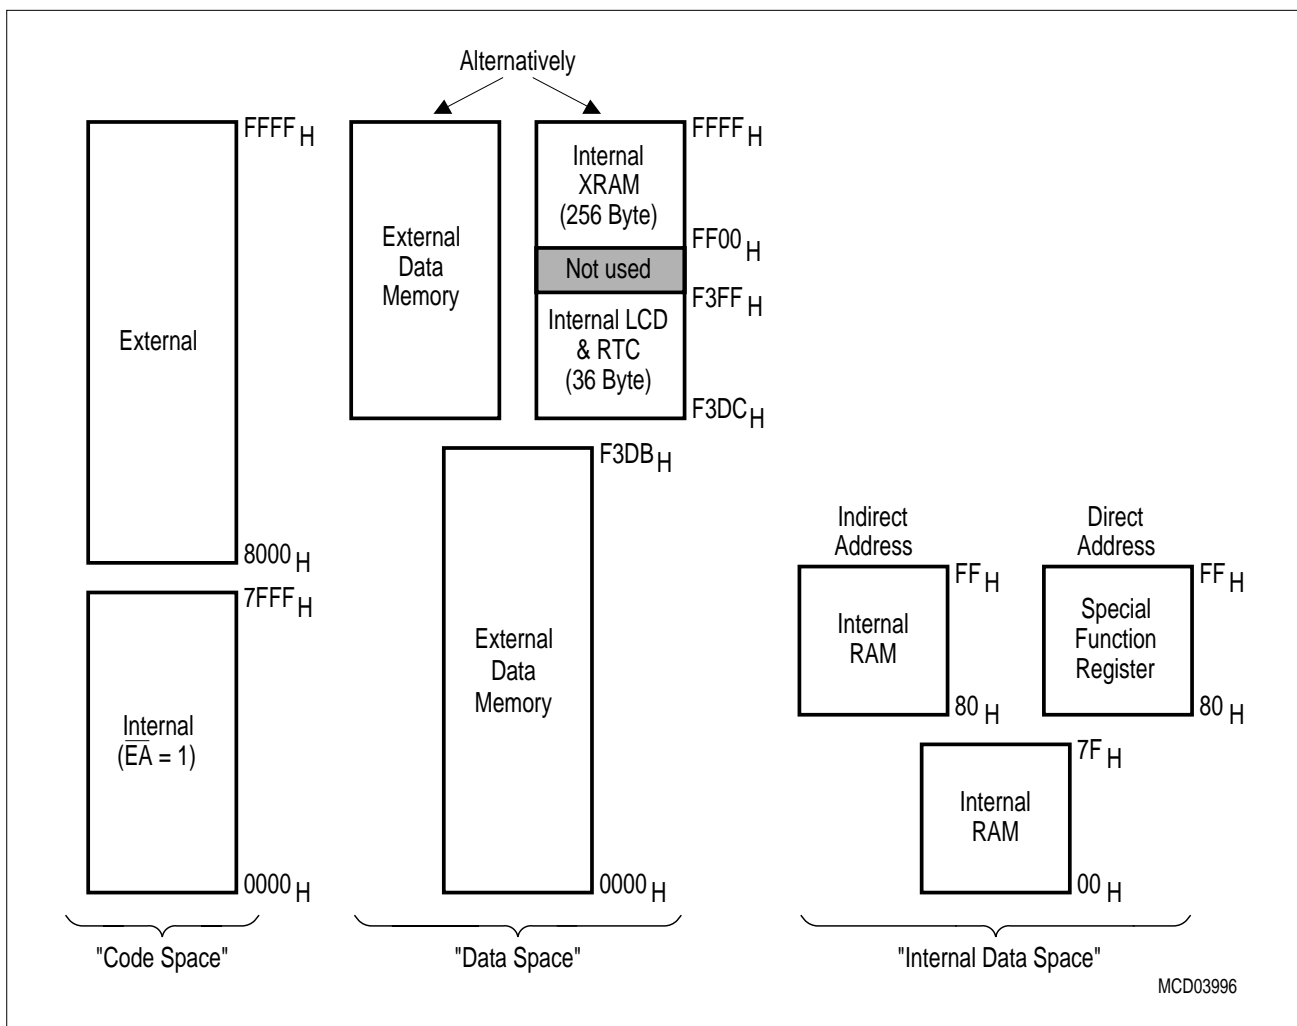 Alternatively
FFFF H
External
8000 H
7FFF H
Internal
(EA = 1)
0000 H
"Code Space"
External
Data
Memory
FFFF H
Internal
XRAM
(256 Byte)
FF00 H
Not used
F3FF H
Internal LCD
& RTC
(36 Byte)
F3DC H
F3DB H
External
Data
Memory
0000 H
"Data Space"
Indirect
Address
FF H
Internal
RAM
80 H
Direct
Address
FF H
Special
Function
Register
80 H
7F H
Internal
RAM
00 H
"Internal Data Space"
MCD03996